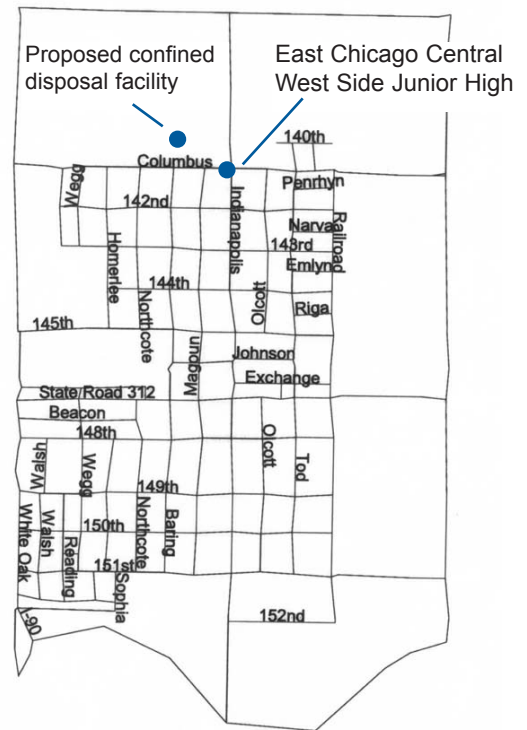 Proposed confined
disposal facility
East Chicago Central
West Side Junior High
140th
Columbus
Wegg
Penrhyn
142nd
Indianapolis
Narva
Railroad
143rd
Homerlee
Emlyn
144th
Northcote
Olcott
Riga
145th
Magoun
Johnson
Exchange
State Road 312
Beacon
148th
Olcott
Walsh
Wegg
Tod
149th
White Oak
Walsh
Northcote
Baring
150th
Reading
151st
Sophia
I-90
152nd